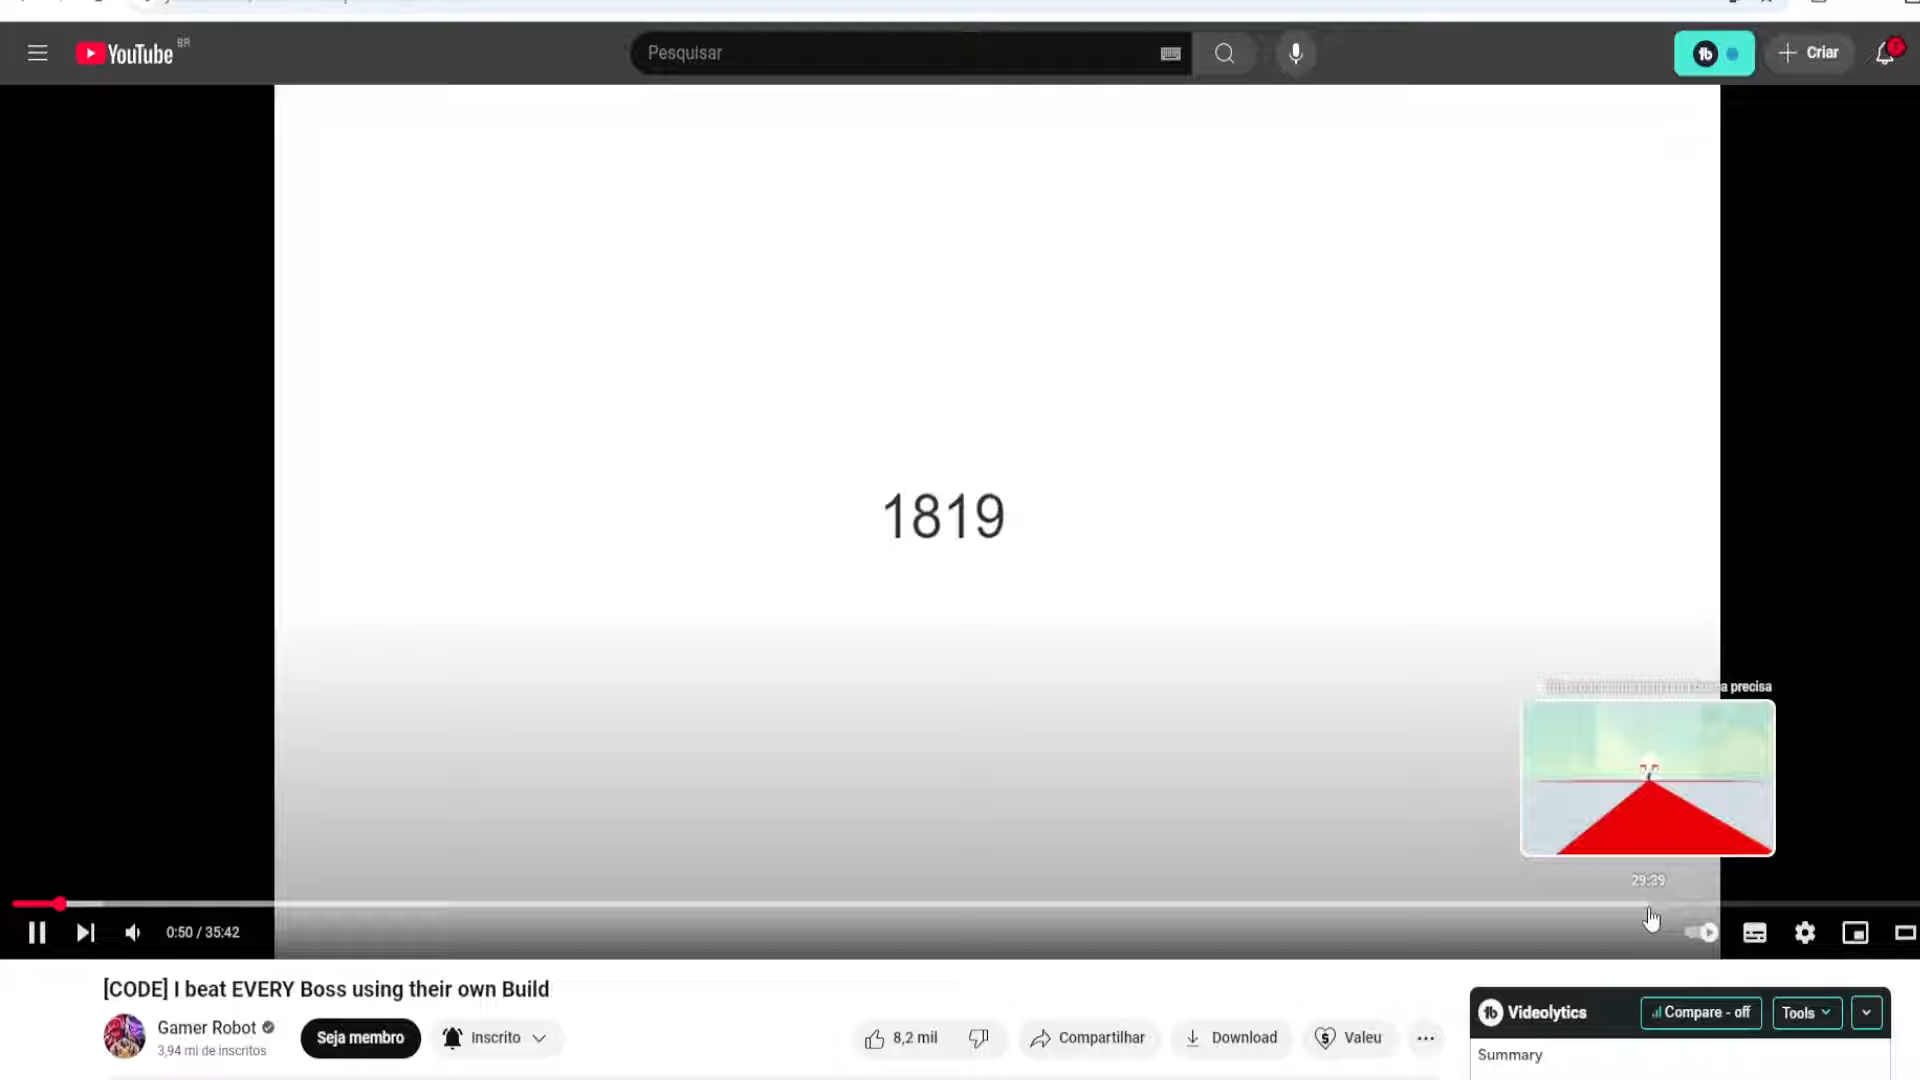 YouTube BR
Pesquisar
Criar
1819
a precisa
29:39
0:50 / 35:42
[CODE] I beat EVERY Boss using their own Build
Gamer Robot
3,94 mi de inscritos
Seja membro
Inscrito
8,2 mil
Compartilhar
Download
Valeu
Videolytics
Compare - off
Tools
Summary